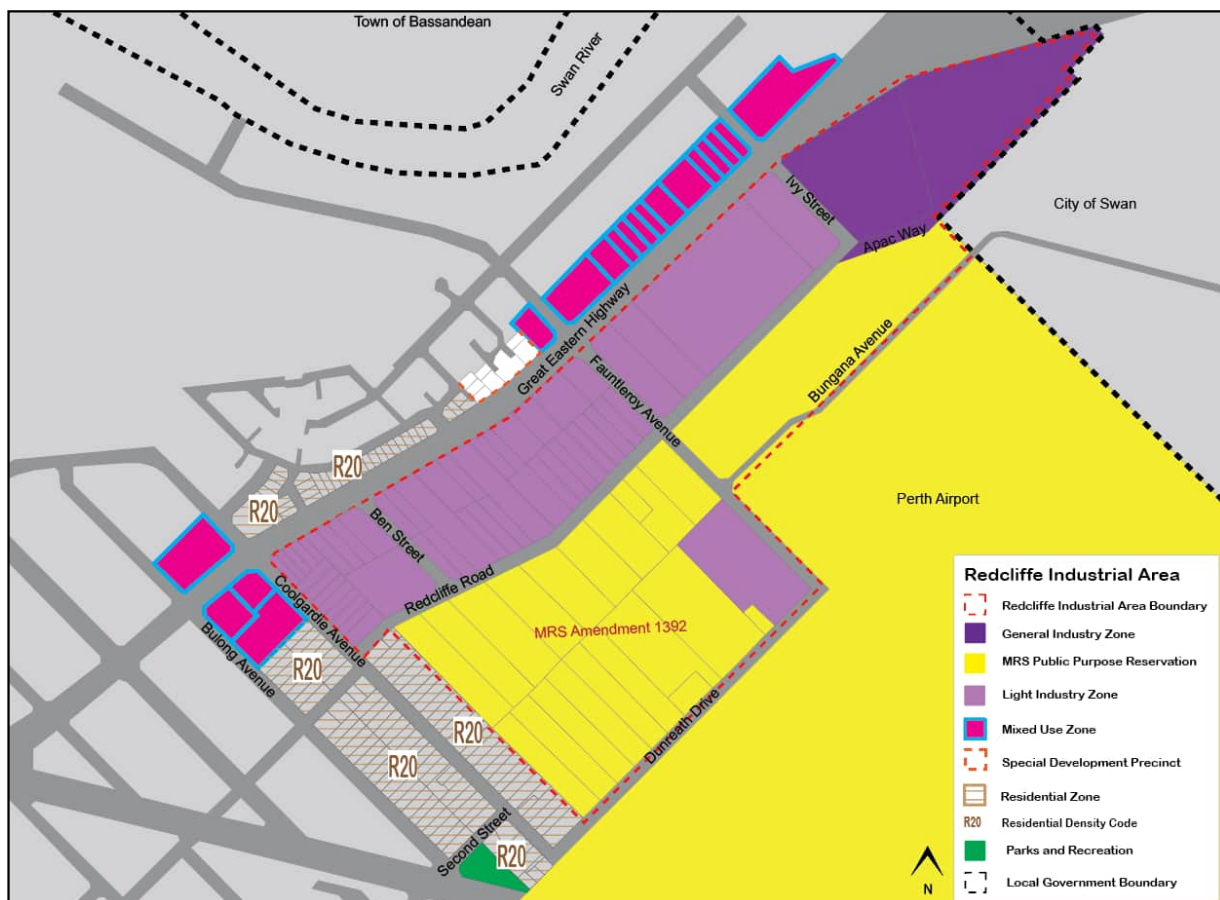 Town of Bassandean
Swan River
Ivy Street
City of Swan
Apac Way
Great Eastern Highway
Bungana Avenue
Fauntleroy Avenue
R20
R20
Perth Airport
Ben Street
Redcliffe Road
Coolgardie Avenue
MRS Amendment 1392
Bulong Avenue
R20
R20
Dunreath Drive
R20
Second Street
R20
N
Redcliffe Industrial Area
Redcliffe Industrial Area Boundary
General Industry Zone
MRS Public Purpose Reservation
Light Industry Zone
Mixed Use Zone
Special Development Precinct
Residential Zone
R20 Residential Density Code
Parks and Recreation
Local Government Boundary